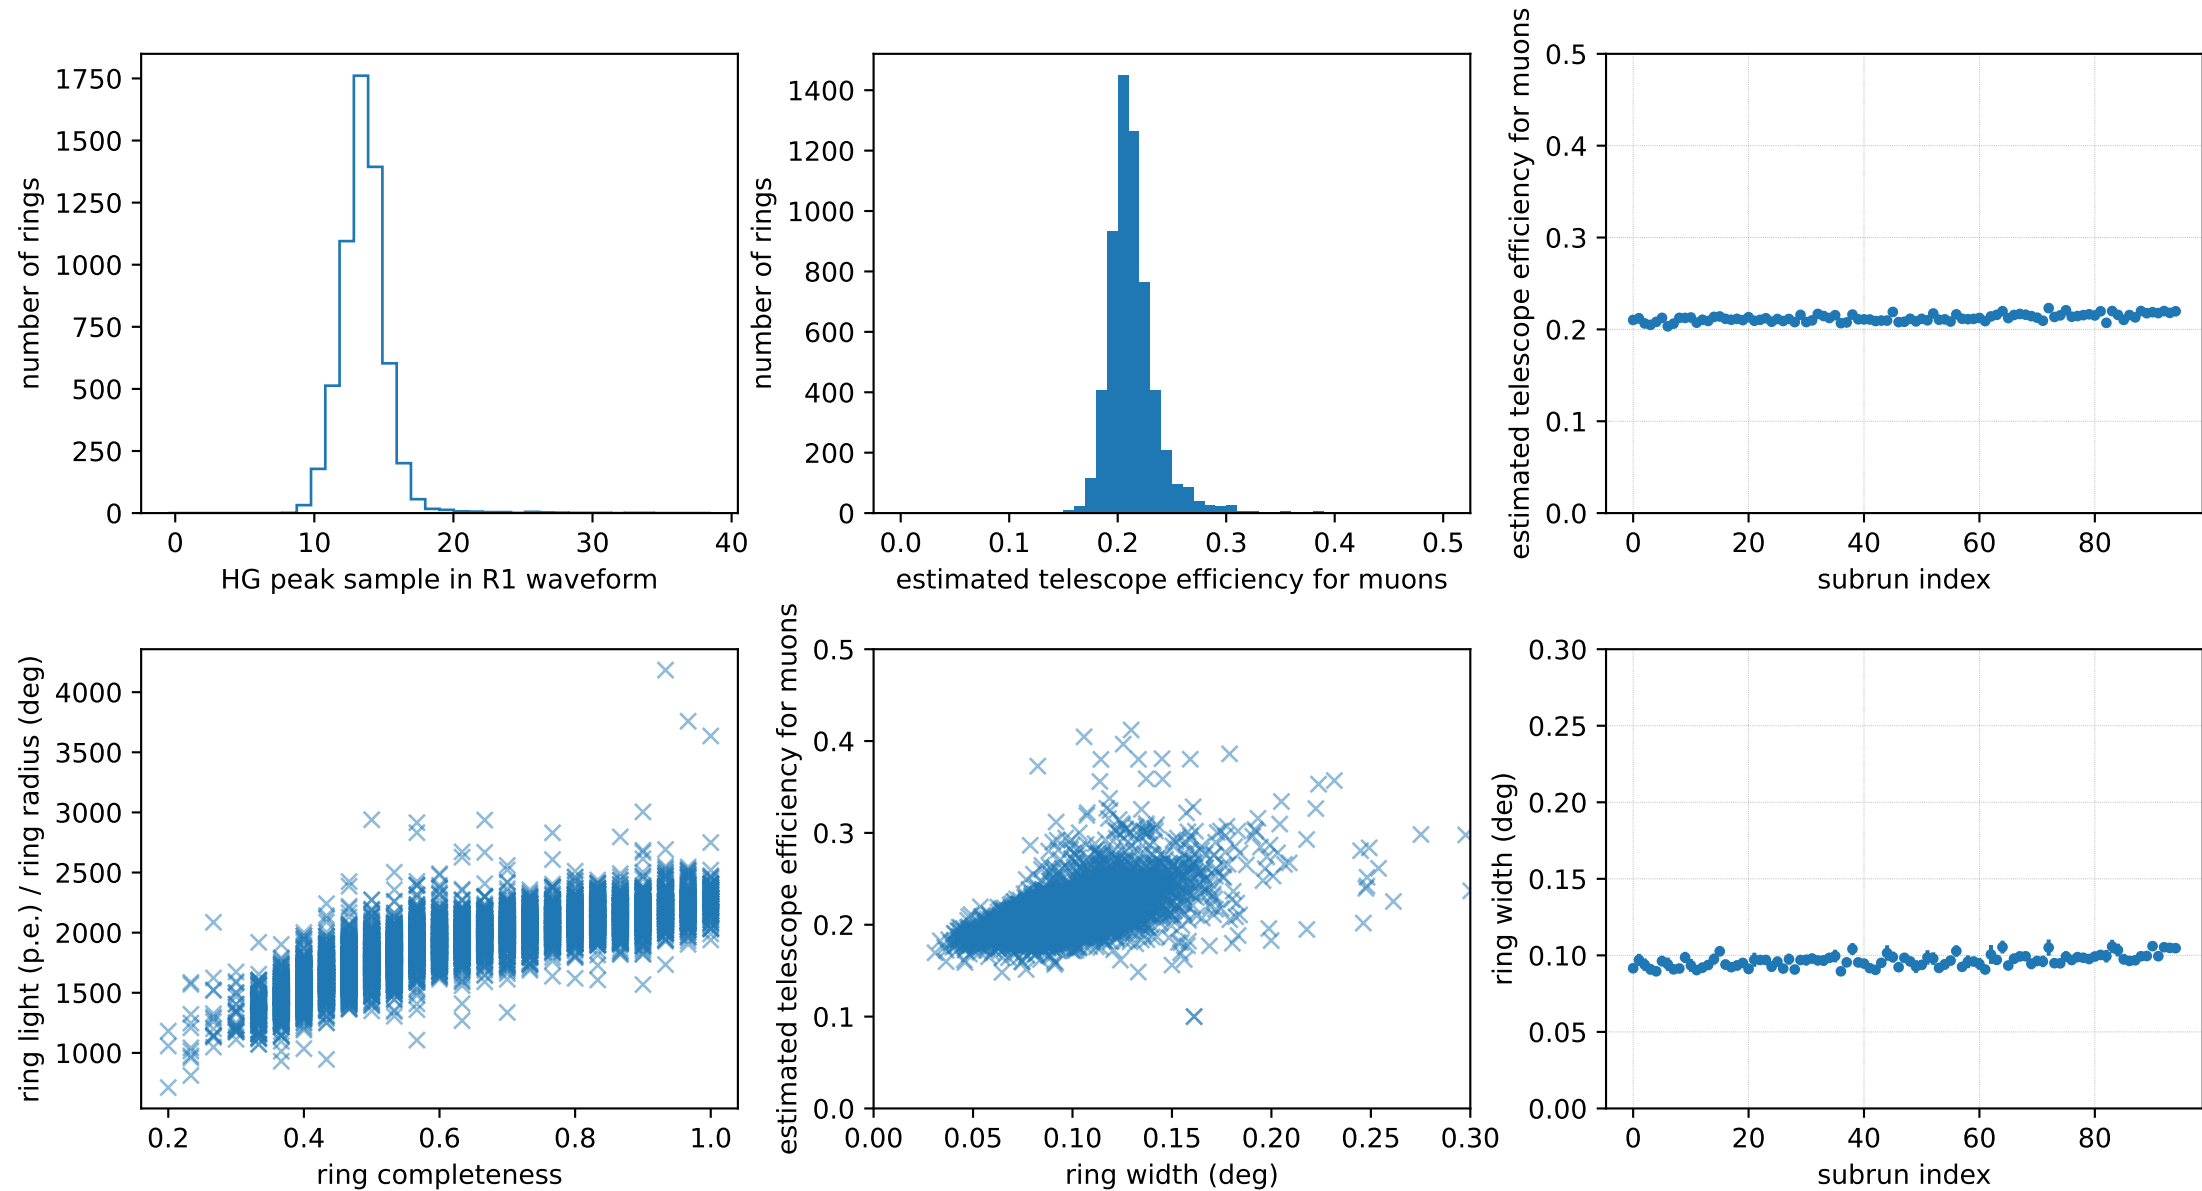 number of rings
1750
1500
1250
1000
750
500
250
0
0 10 20 30 40
HG peak sample in R1 waveform
number of rings
1400
1200
1000
800
600
400
200
0
0.0 0.1 0.2 0.3 0.4 0.5
estimated telescope efficiency for muons
estimated telescope efficiency for muons
0.5
0.4
0.3
0.2
0.1
0.0
0 20 40 60 80
subrun index
ring light (p.e.) / ring radius (deg)
4000
3500
3000
2500
2000
1500
1000
0.2 0.4 0.6 0.8 1.0
ring completeness
estimated telescope efficiency for muons
0.5
0.4
0.3
0.2
0.1
0.0
0.00 0.05 0.10 0.15 0.20 0.25 0.30
ring width (deg)
ring width (deg)
0.30
0.25
0.20
0.15
0.10
0.05
0.00
0 20 40 60 80
subrun index